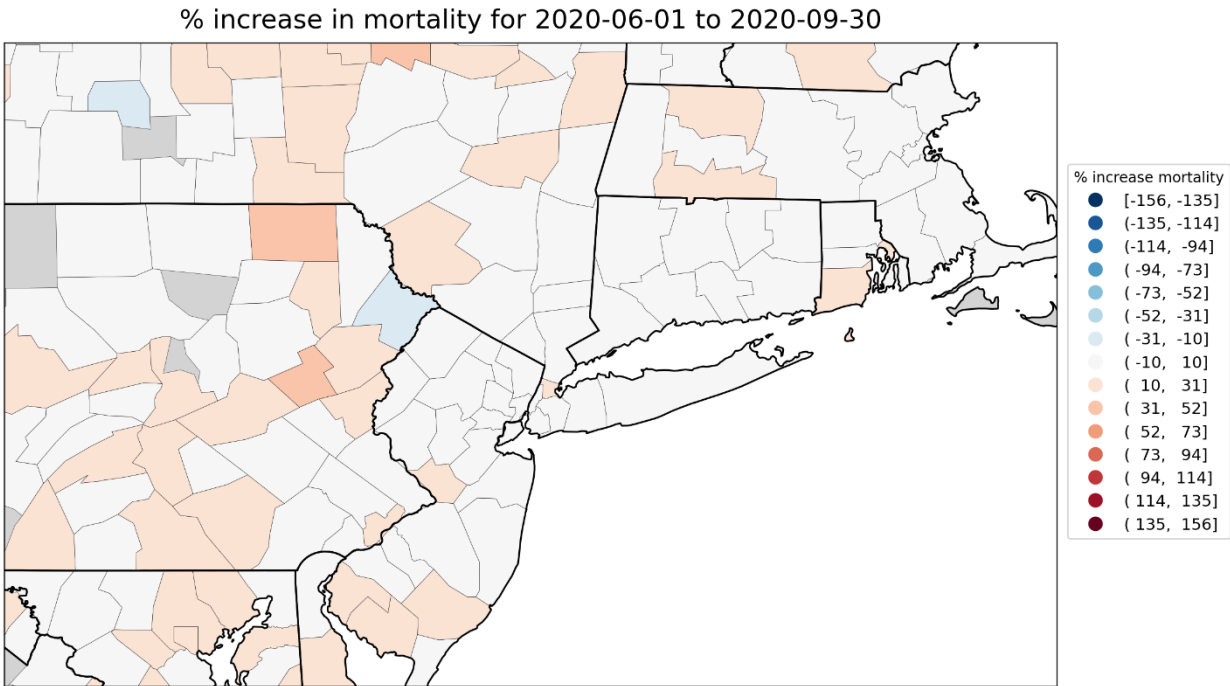 % increase in mortality for 2020-06-01 to 2020-09-30
% increase mortality
[-156, -135]
(-135, -114]
(-114, -94]
( -94, -73]
( -73, -52]
( -52, -31]
( -31, -10]
( -10, 10]
( 10, 31]
( 31, 52]
( 52, 73]
( 73, 94]
( 94, 114]
( 114, 135]
( 135, 156]